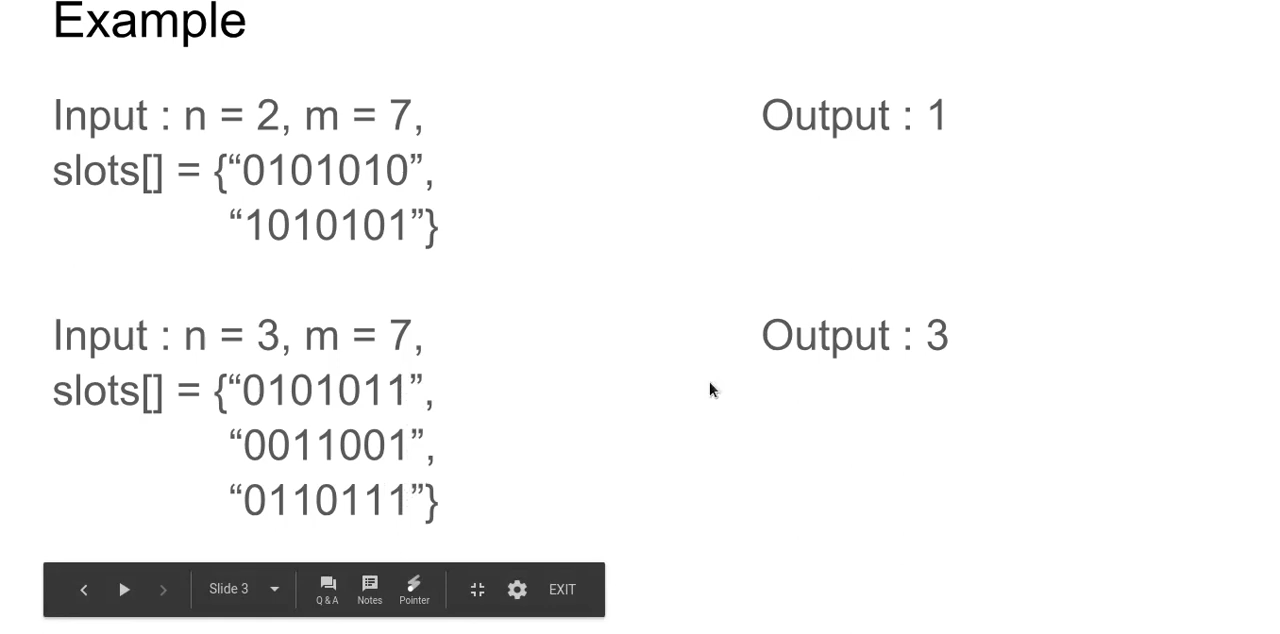 Example
Input : n = 2, m = 7,
Output : 1
slots[] = {“0101010”,
“1010101”}
Input : n = 3, m = 7,
Output : 3
slots[] = {“0101011”,
“0011001”,
“0110111”}
Slide 3
Q & A
Notes
Pointer
EXIT